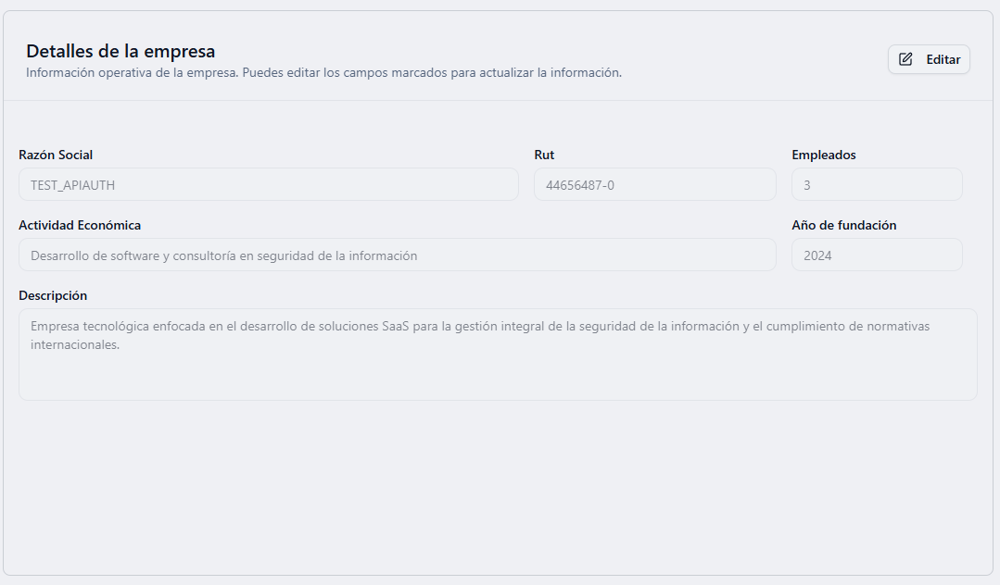 Detalles de la empresa
Información operativa de la empresa. Puedes editar los campos marcados para actualizar la información.
Editar
Razón Social
Rut
Empleados
TEST_APIAUTH
44656487-0
3
Actividad Económica
Año de fundación
Desarrollo de software y consultoría en seguridad de la información
2024
Descripción
Empresa tecnológica enfocada en el desarrollo de soluciones SaaS para la gestión integral de la seguridad de la información y el cumplimiento de normativas
internacionales.